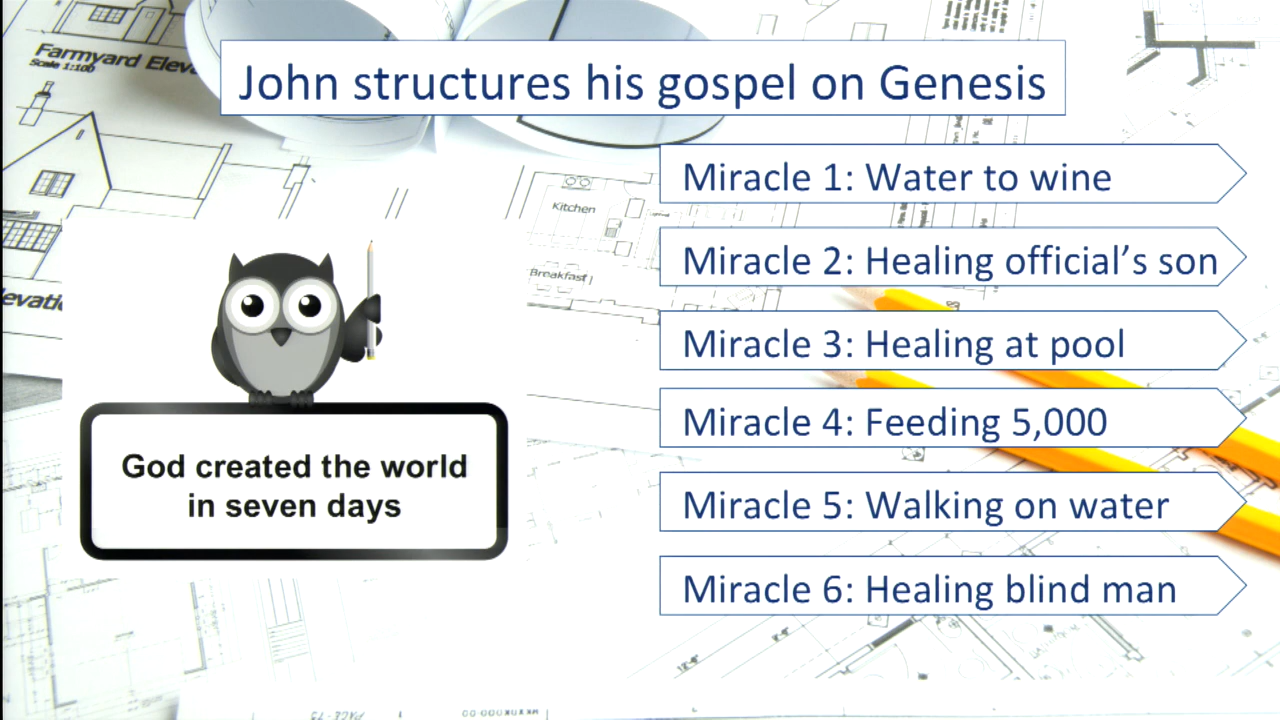 John structures his gospel on Genesis
Farmyard
Scale 1:100
Kitchen
Breakfast
Miracle 1: Water to wine
Miracle 2: Healing official’s son
Miracle 3: Healing at pool
Miracle 4: Feeding 5,000
Miracle 5: Walking on water
Miracle 6: Healing blind man
God created the world
in seven days